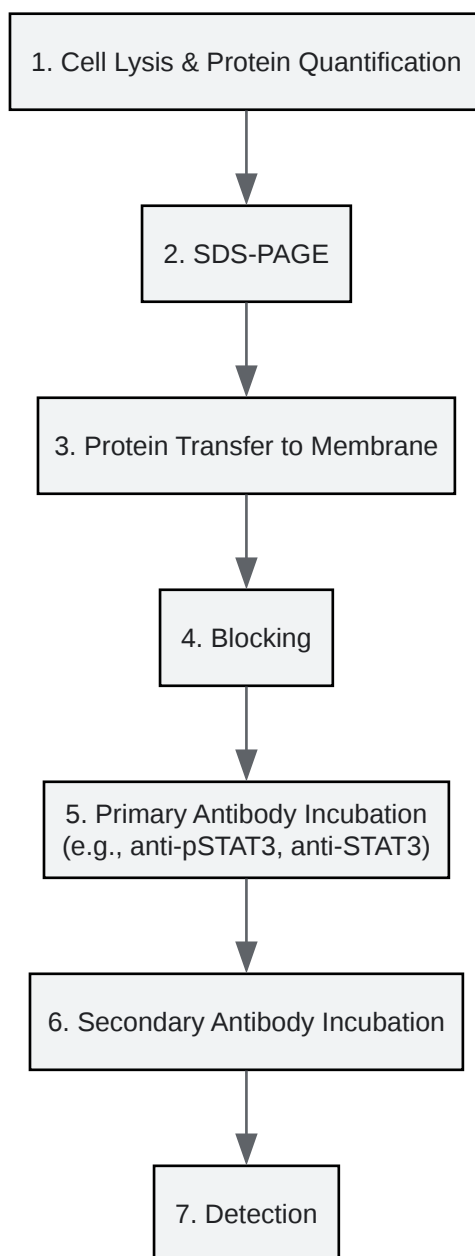 1. Cell Lysis & Protein Quantification
2. SDS-PAGE
3. Protein Transfer to Membrane
4. Blocking
5. Primary Antibody Incubation
(e.g., anti-pSTAT3, anti-STAT3)
6. Secondary Antibody Incubation
7. Detection